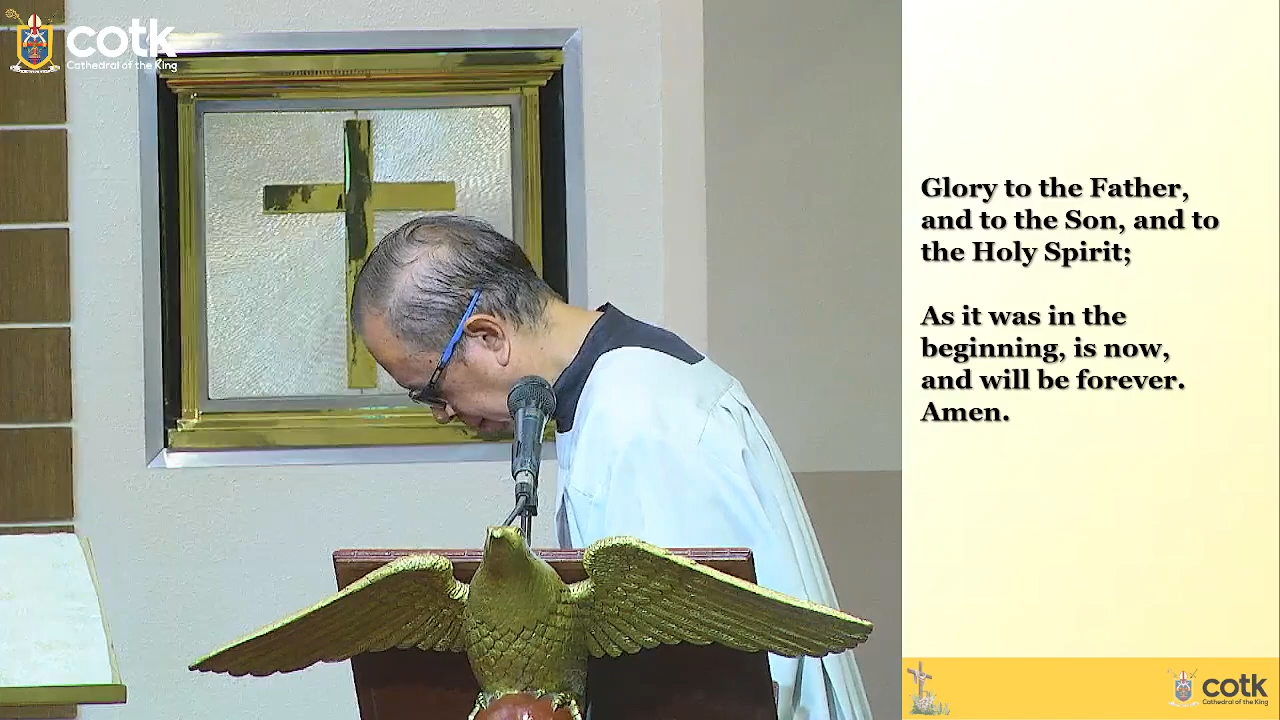 cotk
Cathedral of the King
Glory to the Father,
and to the Son, and to
the Holy Spirit;
As it was in the
beginning, is now,
and will be forever.
Amen.
cotk
Cathedral of the King